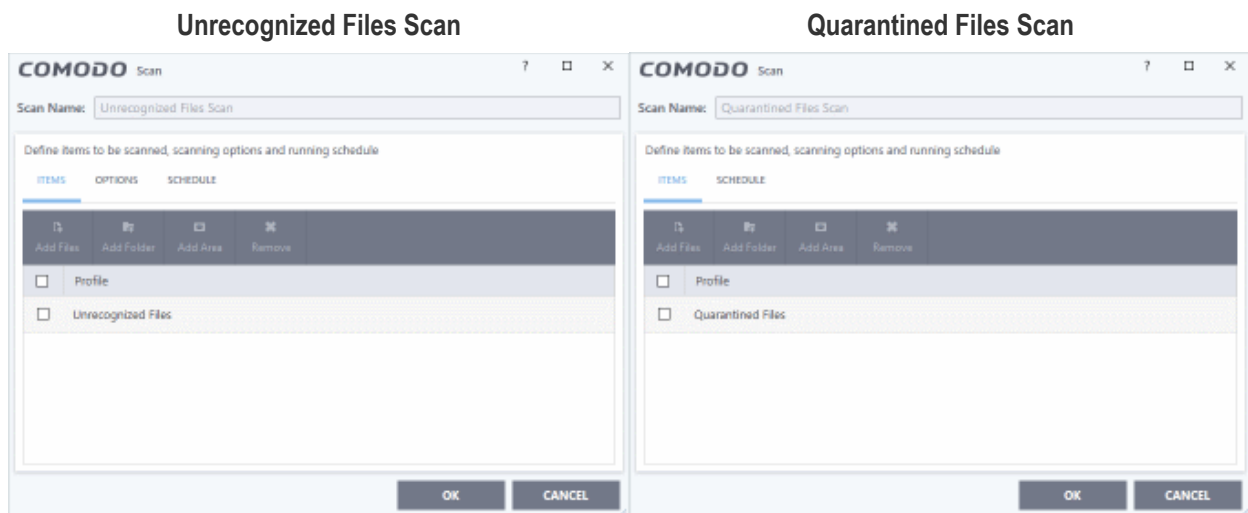 Unrecognized Files Scan
COMODO Scan ? X
Scan Name: Unrecognized Files Scan
Define items to be scanned, scanning options and running schedule
ITEMS OPTIONS SCHEDULE
Add Files Add Folder Add Area Remove
Profile
Unrecognized Files
OK CANCEL
Quarantined Files Scan
COMODO Scan ? X
Scan Name: Quarantined Files Scan
Define items to be scanned, scanning options and running schedule
ITEMS SCHEDULE
Add Files Add Folder Add Area Remove
Profile
Quarantined Files
OK CANCEL